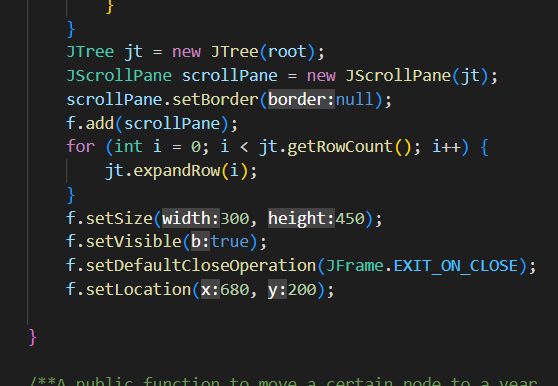 }
}
JTree jt = new JTree(root);
JScrollPane scrollPane = new JScrollPane(jt);
scrollPane.setBorder(border:null);
f.add(scrollPane);
for (int i = 0; i < jt.getRowCount(); i++) {
jt.expandRow(i);
}
f.setSize(width:300, height:450);
f.setVisible(b:true);
f.setDefaultCloseOperation(JFrame.EXIT_ON_CLOSE);
f.setLocation(x:680, y:200);
}
/**A public function to move a certain node to a year